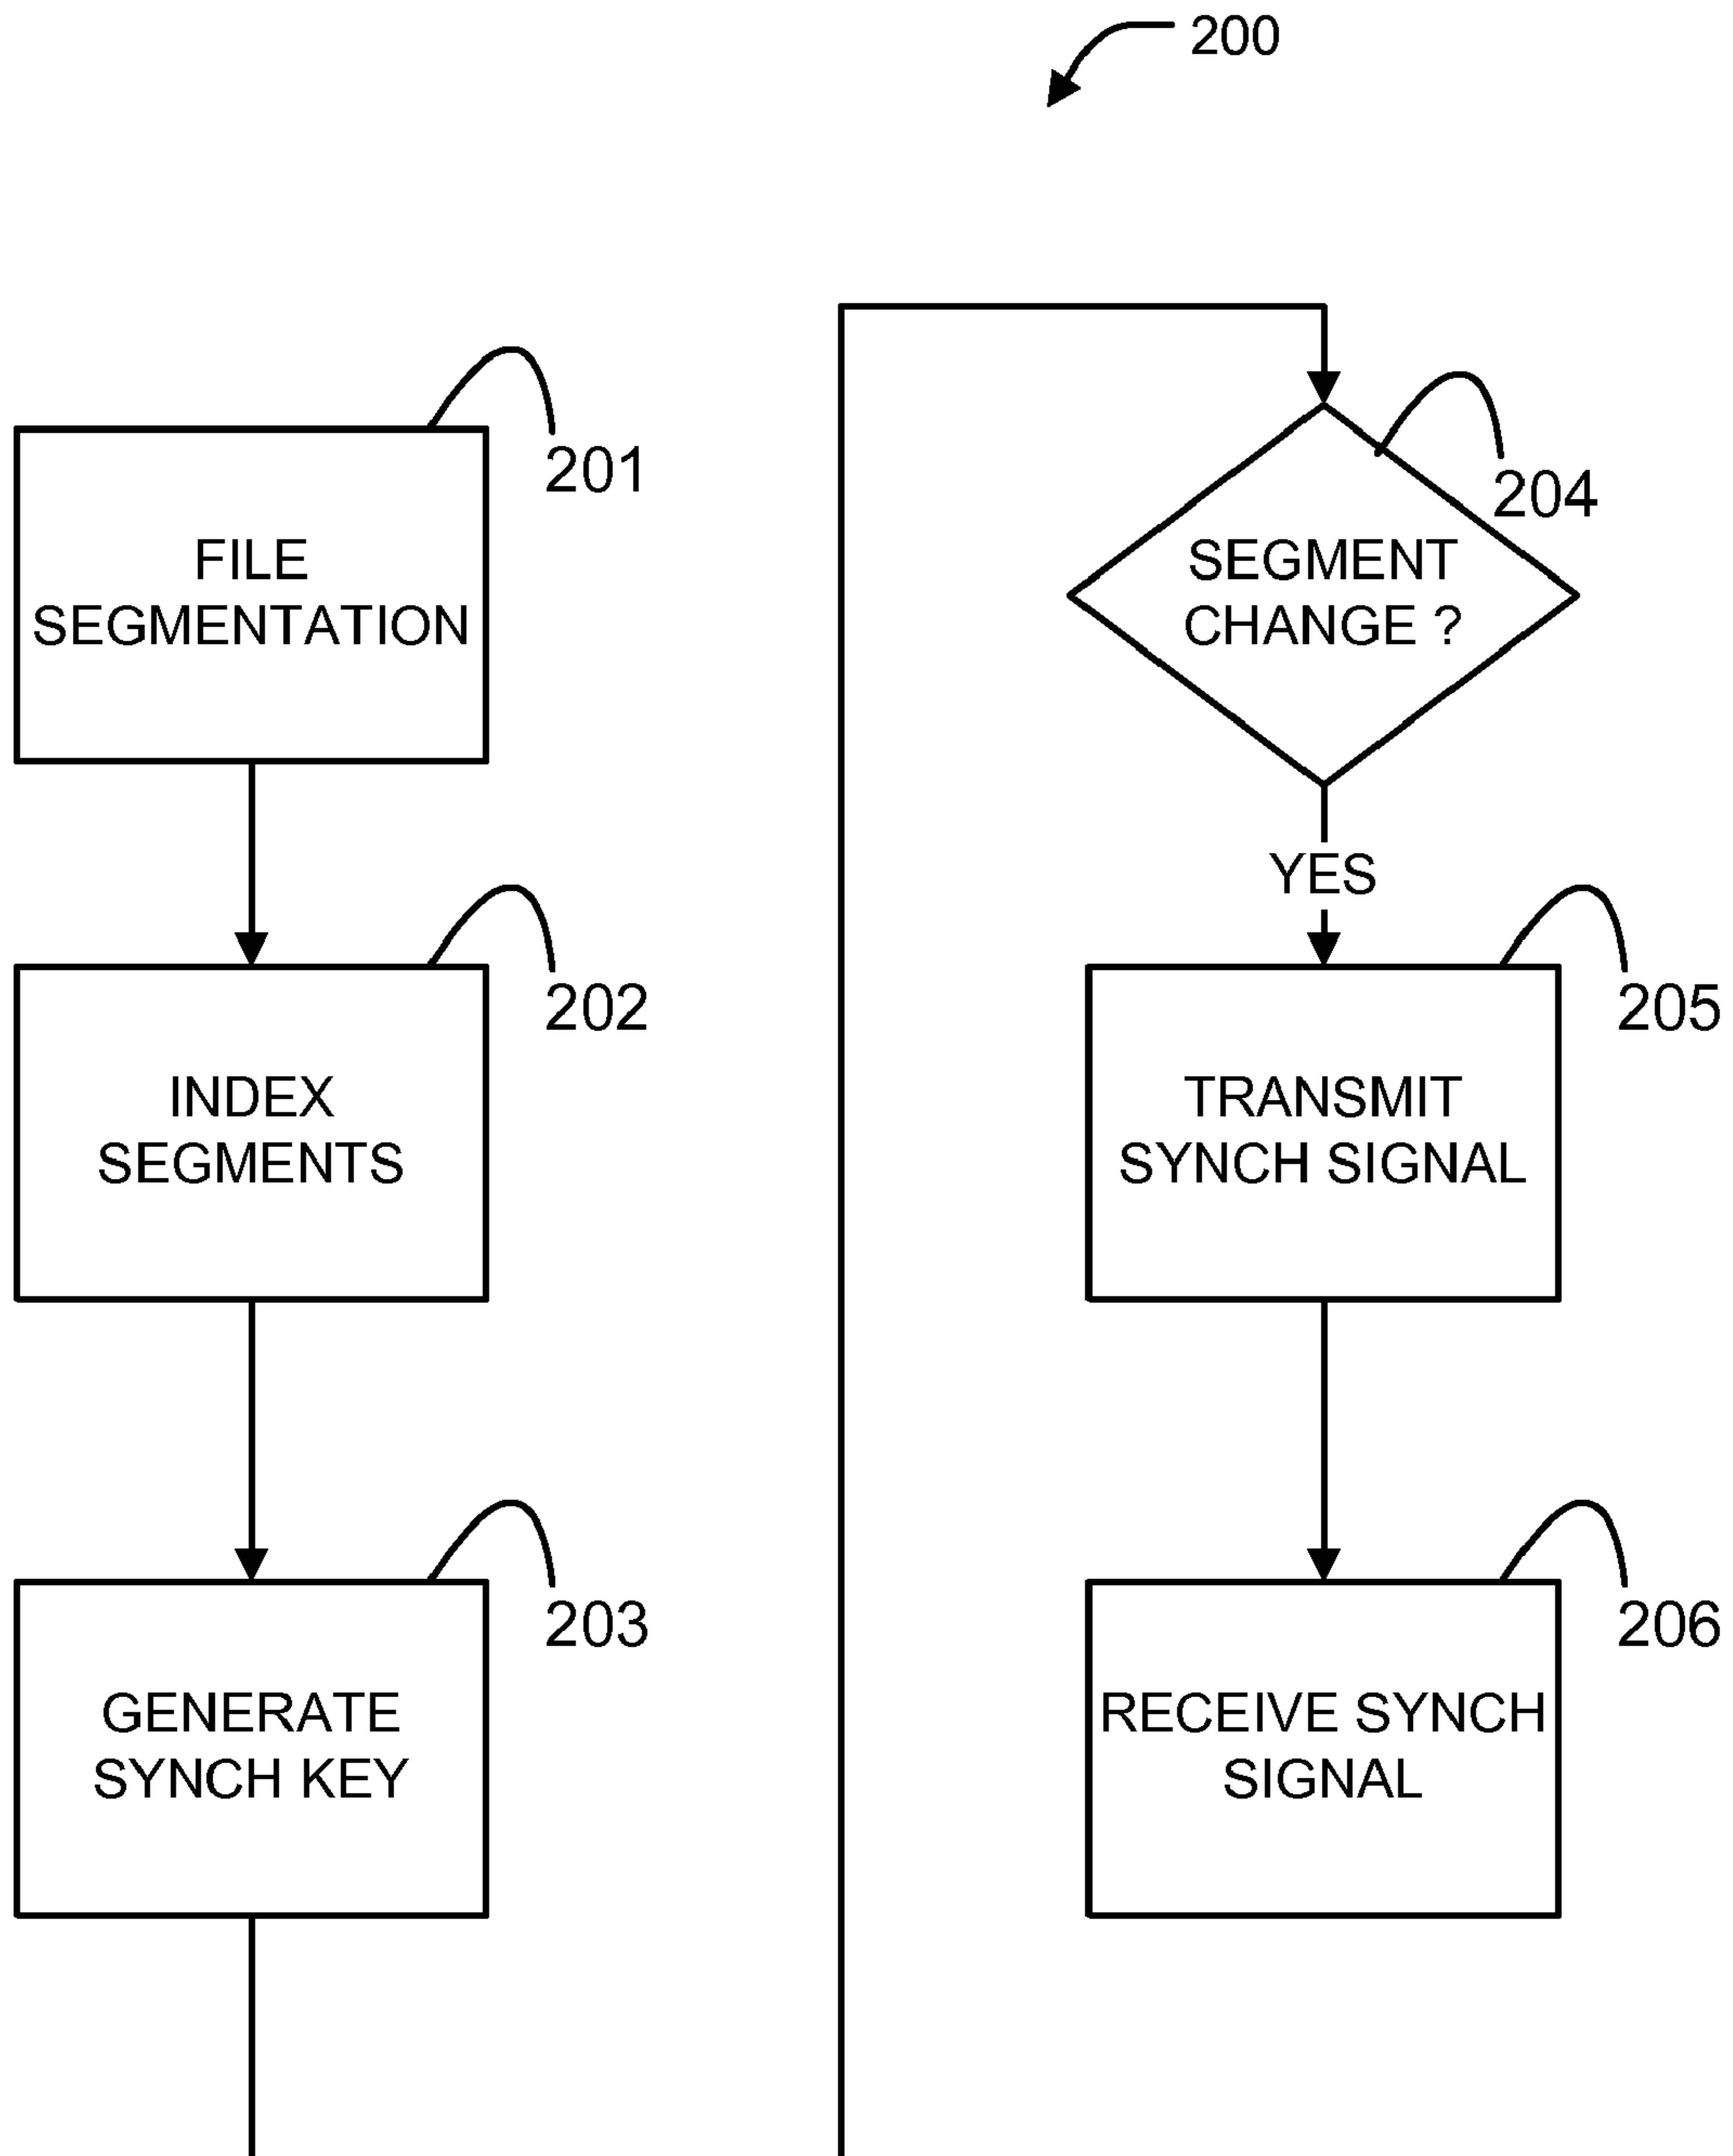 200
201
FILE
SEGMENTATION
202
INDEX
SEGMENTS
203
GENERATE
SYNCH KEY
204
SEGMENT
CHANGE ?
YES
205
TRANSMIT
SYNCH SIGNAL
206
RECEIVE SYNCH
SIGNAL